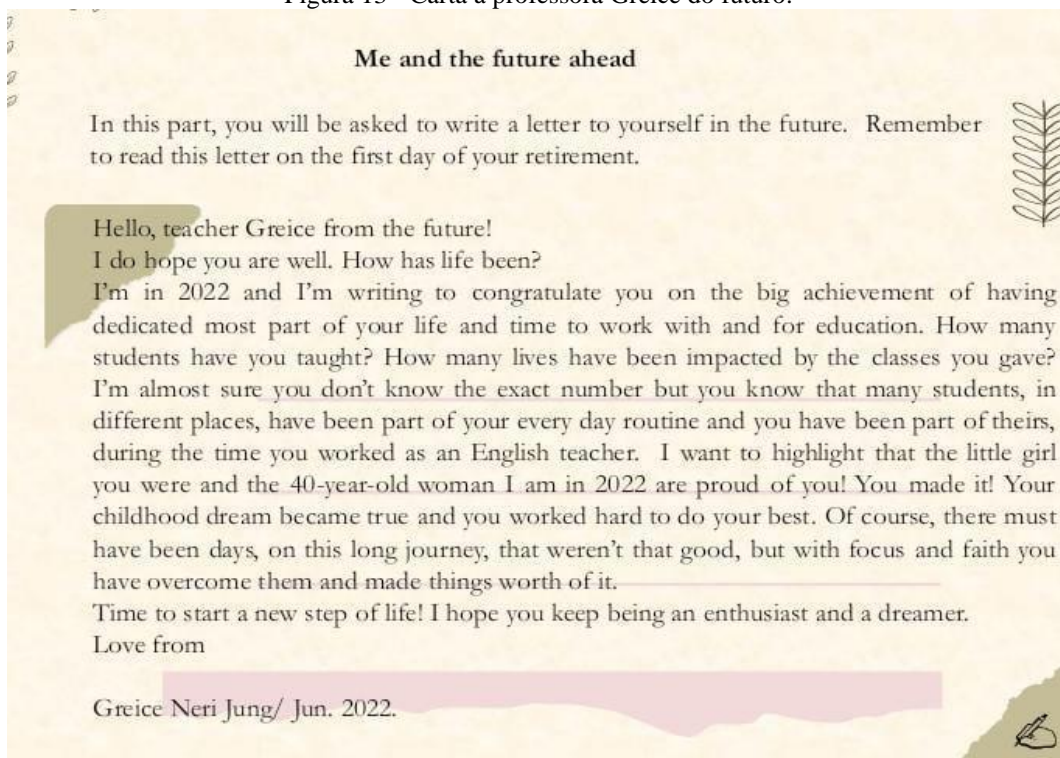 Figura 13 - Carta à professora Greice do futuro.
Me and the future ahead
In this part, you will be asked to write a letter to yourself in the future. Remember
to read this letter on the first day of your retirement.
Hello, teacher Greice from the future!
I do hope you are well. How has life been?
I'm in 2022 and I'm writing to congratulate you on the big achievement of having
dedicated most part of your life and time to work with and for education. How many
students have you taught? How many lives have been impacted by the classes you gave?
I'm almost sure you don't know the exact number but you know that many students, in
different places, have been part of your every day routine and you have been part of theirs,
during the time you worked as an English teacher. I want to highlight that the little girl
you were and the 40-year-old woman I am in 2022 are proud of you! You made it! Your
childhood dream became true and you worked hard to do your best. Of course, there must
have been days, on this long journey, that weren't that good, but with focus and faith you
have overcome them and made things worth of it.
Time to start a new step of life! I hope you keep being an enthusiast and a dreamer.
Love from
Greice Neri Jung/ Jun. 2022.